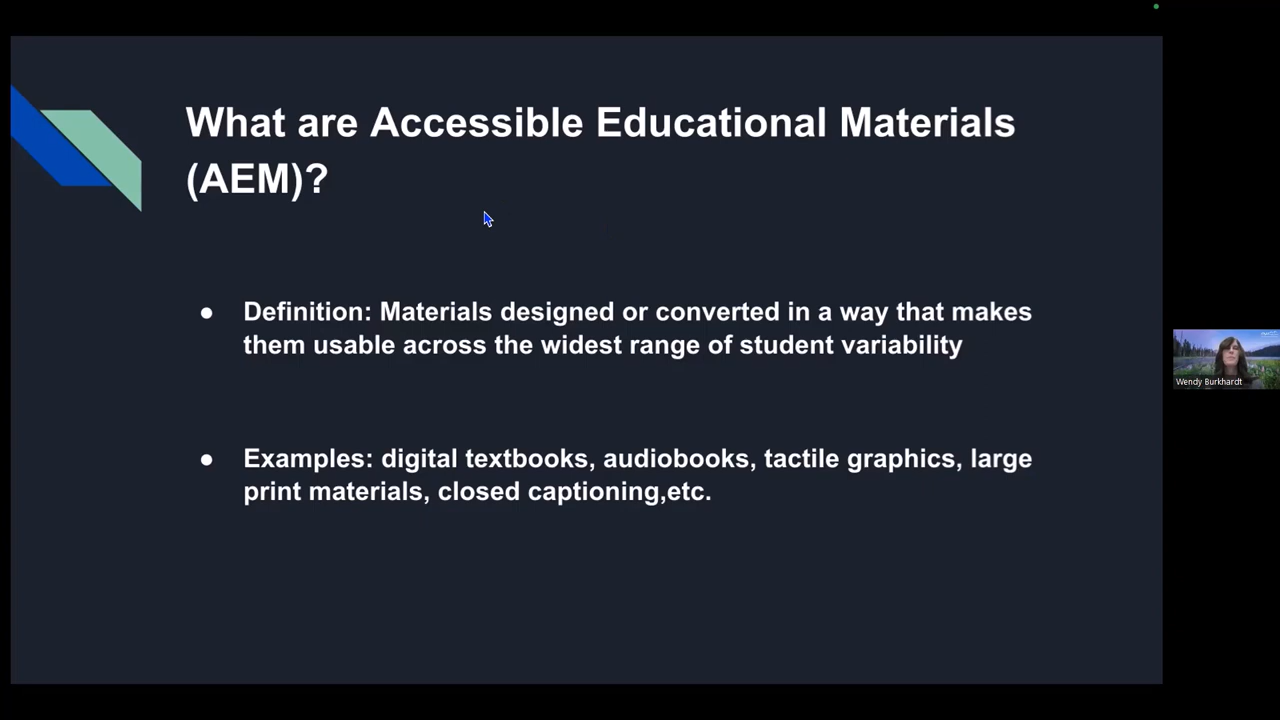 What are Accessible Educational Materials
(AEM)?
● Definition: Materials designed or converted in a way that makes
them usable across the widest range of student variability
● Examples: digital textbooks, audiobooks, tactile graphics, large
print materials, closed captioning,etc.
Wendy Burkhardt